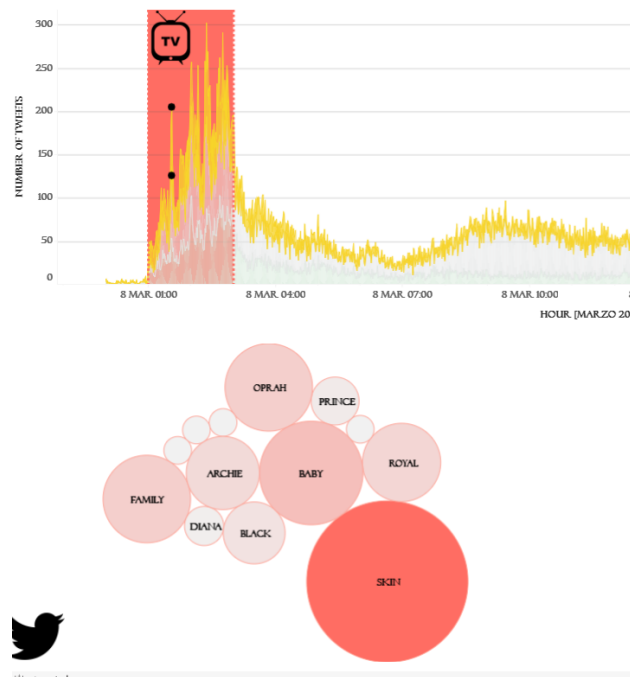 300
TV
250
200
150
100
50
0
NUMBER OF TWEETS
8 MAR 01:00
8 MAR 04:00
8 MAR 07:00
8 MAR 10:00
HOUR [MARZO 20
OPRAH
PRINCE
ARCHIE
BABY
ROYAL
FAMILY
DIANA
BLACK
SKIN